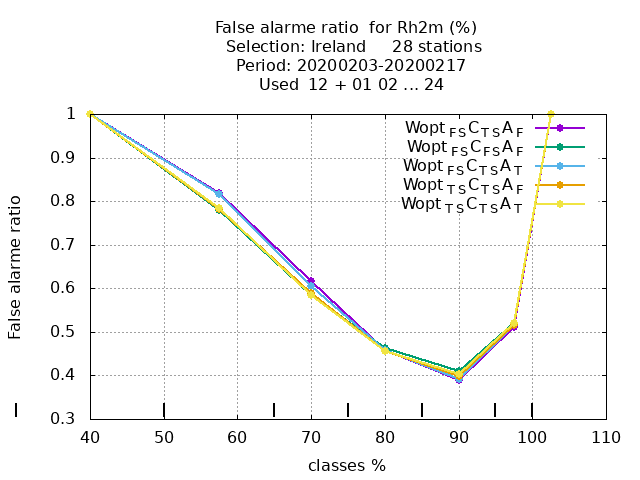 False alarme ratio for Rh2m (%)
Selection: Ireland 28 stations
Period: 20200203-20200217
Used 12 + 01 02 ... 24
Wopt FS C TS A F
Wopt FS C FS A F
Wopt FS C TS A T
Wopt TS C TS A F
Wopt TS C TS A T
False alarme ratio
1
0.9
0.8
0.7
0.6
0.5
0.4
0.3
40 50 60 70 80 90 100 110
classes %